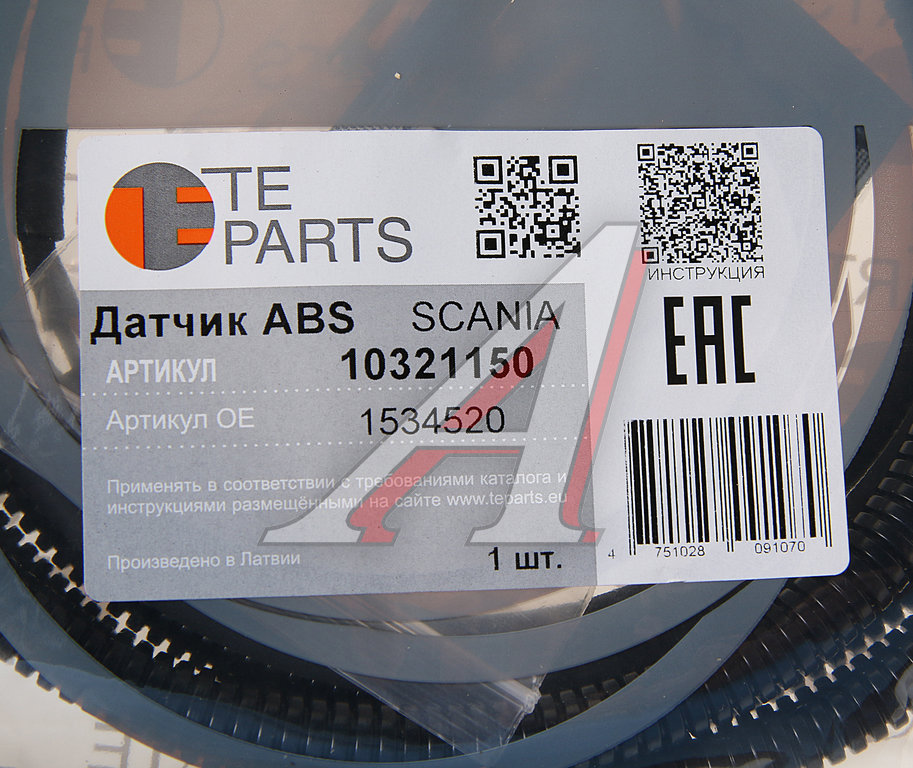 TE
PARTS
ИНСТРУКЦИЯ
EAC
Датчик ABS SCANIA
АРТИКУЛ 10321150
Артикул OE 1534520
Применять в соответствии с требованиями каталога и
инструкциями размещёнными на сайте www.teparts.eu
Произведено в Латвии 1 шт.
4 751028 091070